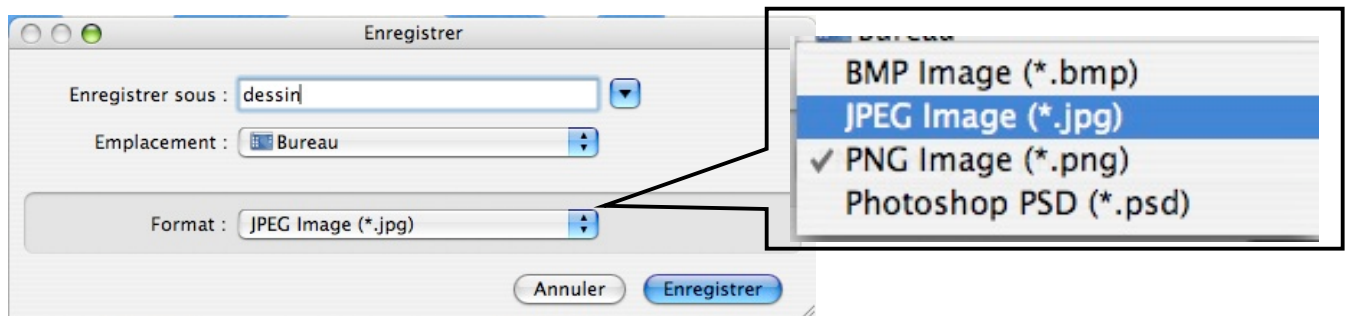 Enregistrer
Enregistrer sous : dessin
Emplacement : Bureau
Format : JPEG Image (*.jpg)
Annuler Enregistrer
Bureau
BMP Image (*.bmp)
JPEG Image (*.jpg)
✓ PNG Image (*.png)
Photoshop PSD (*.psd)